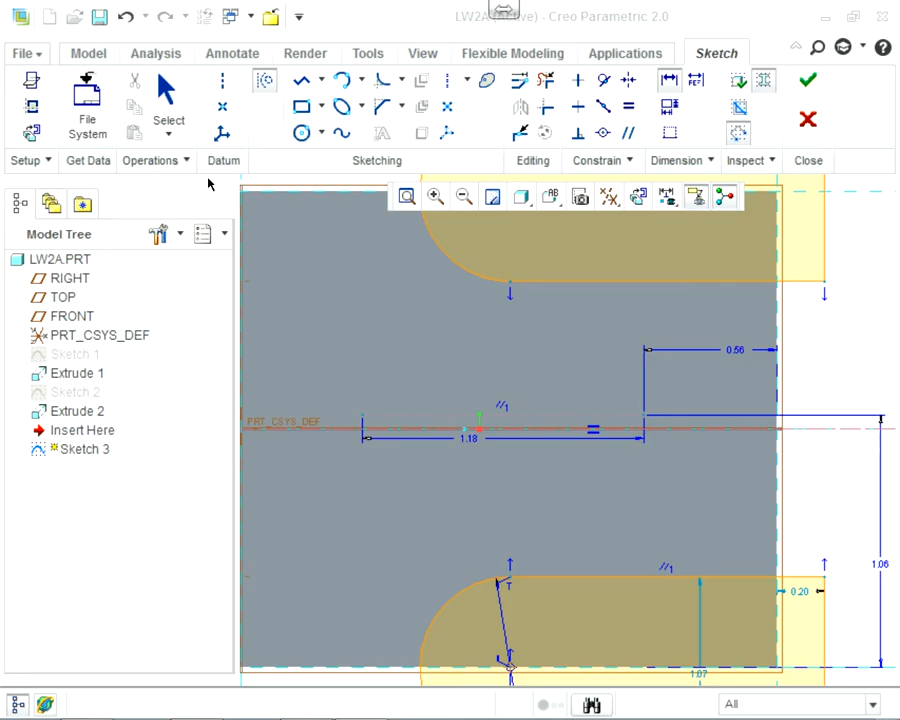 LW2A (Active) - Creo Parametric 2.0
File Model Analysis Annotate Render Tools View Flexible Modeling Applications Sketch
File System
Select
Setup Get Data Operations Datum Sketching Editing Constrain Dimension Inspect Close
Model Tree
LW2A.PRT
RIGHT
TOP
FRONT
PRT_CSYS_DEF
Sketch 1
Extrude 1
Sketch 2
Extrude 2
Insert Here
Sketch 3
0.56
//1
PRT_CSYS_DEF
1.18
//1
T
1.06
0.20
1.07
All